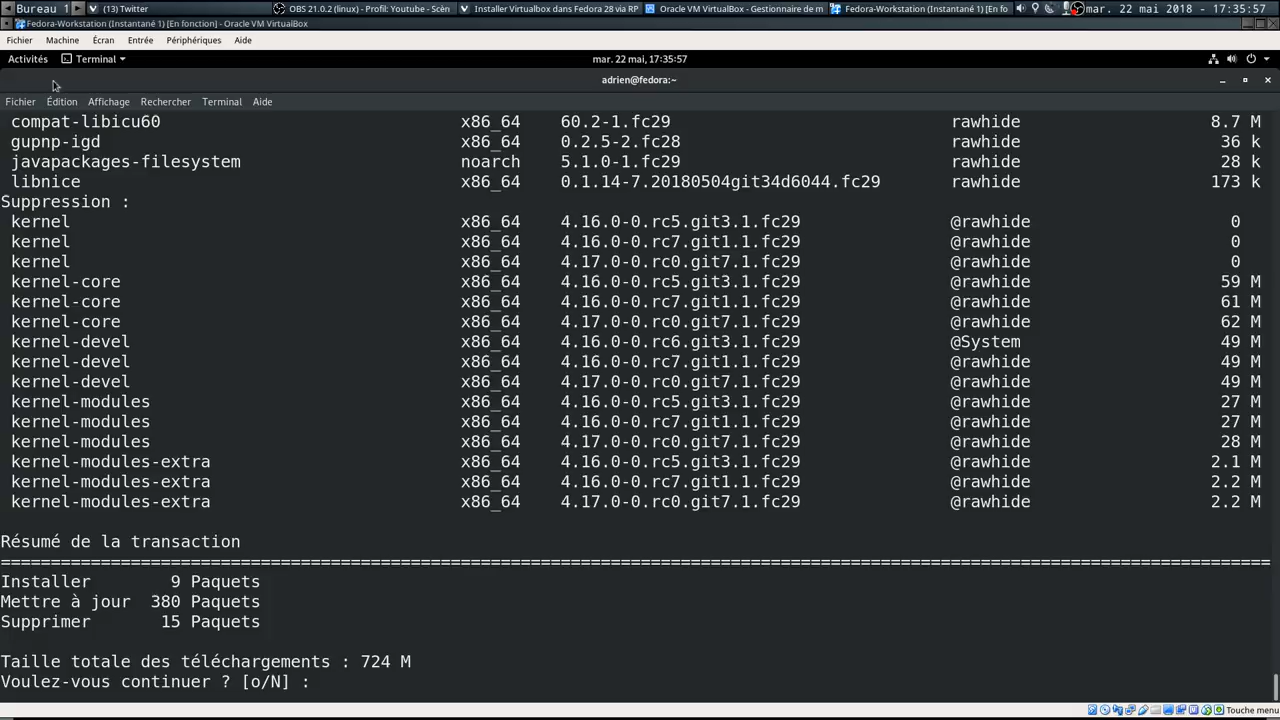 Bureau 1
(13) Twitter
OBS 21.0.2 (linux) - Profil: Youtube - Scèn
Installer Virtualbox dans Fedora 28 via RP
Oracle VM VirtualBox - Gestionnaire de m
Fedora-Workstation (Instantané 1) [En fo
mar. 22 mai 2018 - 17:35:57
Fedora-Workstation (Instantané 1) [En fonction] - Oracle VM VirtualBox
Fichier Machine Écran Entrée Périphériques Aide
Activités Terminal mar. 22 mai, 17:35:57
adrien@fedora:~
Fichier Édition Affichage Rechercher Terminal Aide
compat-libicu60 x86_64 60.2-1.fc29 rawhide 8.7 M
gupnp-igd x86_64 0.2.5-2.fc28 rawhide 36 k
javapackages-filesystem noarch 5.1.0-1.fc29 rawhide 28 k
libnice x86_64 0.1.14-7.20180504git34d6044.fc29 rawhide 173 k
Suppression :
kernel x86_64 4.16.0-0.rc5.git3.1.fc29 @rawhide 0
kernel x86_64 4.16.0-0.rc7.git1.1.fc29 @rawhide 0
kernel x86_64 4.17.0-0.rc0.git7.1.fc29 @rawhide 0
kernel-core x86_64 4.16.0-0.rc5.git3.1.fc29 @rawhide 59 M
kernel-core x86_64 4.16.0-0.rc7.git1.1.fc29 @rawhide 61 M
kernel-core x86_64 4.17.0-0.rc0.git7.1.fc29 @rawhide 62 M
kernel-devel x86_64 4.16.0-0.rc6.git3.1.fc29 @System 49 M
kernel-devel x86_64 4.16.0-0.rc7.git1.1.fc29 @rawhide 49 M
kernel-devel x86_64 4.17.0-0.rc0.git7.1.fc29 @rawhide 49 M
kernel-modules x86_64 4.16.0-0.rc5.git3.1.fc29 @rawhide 27 M
kernel-modules x86_64 4.16.0-0.rc7.git1.1.fc29 @rawhide 27 M
kernel-modules x86_64 4.17.0-0.rc0.git7.1.fc29 @rawhide 28 M
kernel-modules-extra x86_64 4.16.0-0.rc5.git3.1.fc29 @rawhide 2.1 M
kernel-modules-extra x86_64 4.16.0-0.rc7.git1.1.fc29 @rawhide 2.2 M
kernel-modules-extra x86_64 4.17.0-0.rc0.git7.1.fc29 @rawhide 2.2 M
Résumé de la transaction
================================================================================
Installer 9 Paquets
Mettre à jour 380 Paquets
Supprimer 15 Paquets
Taille totale des téléchargements : 724 M
Voulez-vous continuer ? [o/N] :
Touche menu